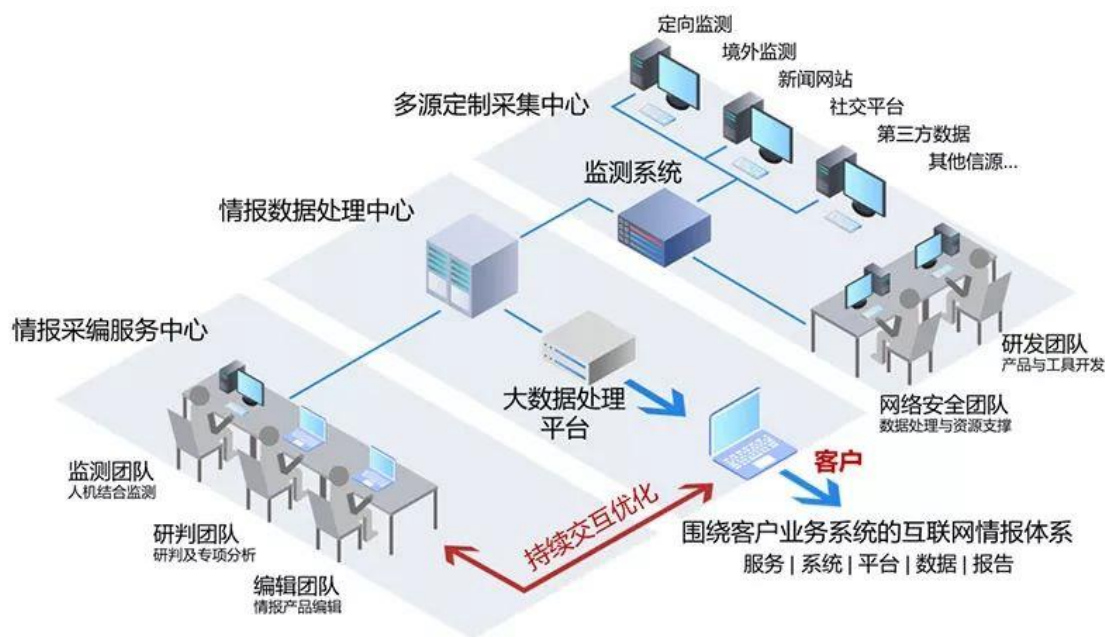 定向监测
境外监测
新闻网站
社交平台
第三方数据
其他信源...
多源定制采集中心
监测系统
情报数据处理中心
情报采编服务中心
研发团队
产品与工具开发
网络安全团队
数据处理与资源支撑
大数据处理
平台
客户
监测团队
人机结合监测
研判团队
研判及专项分析
编辑团队
情报产品编辑
持续交互优化
围绕客户业务系统的互联网情报体系
服务 | 系统 | 平台 | 数据 | 报告